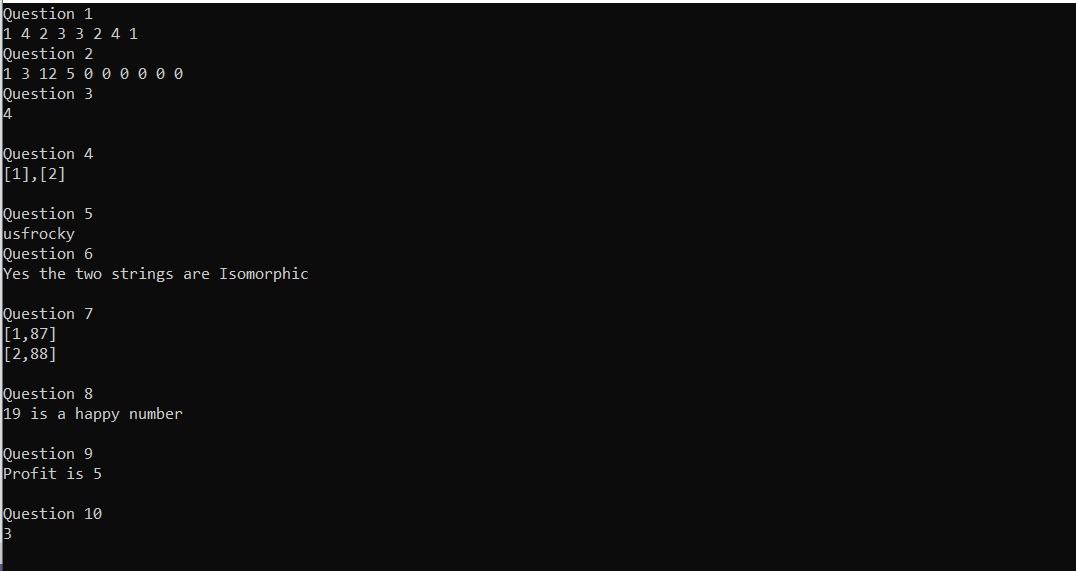 Question 1
1 4 2 3 3 2 4 1
Question 2
1 3 12 5 0 0 0 0 0 0
Question 3
4
Question 4
[1],[2]
Question 5
usfrocky
Question 6
Yes the two strings are Isomorphic
Question 7
[1,87]
[2,88]
Question 8
19 is a happy number
Question 9
Profit is 5
Question 10
3